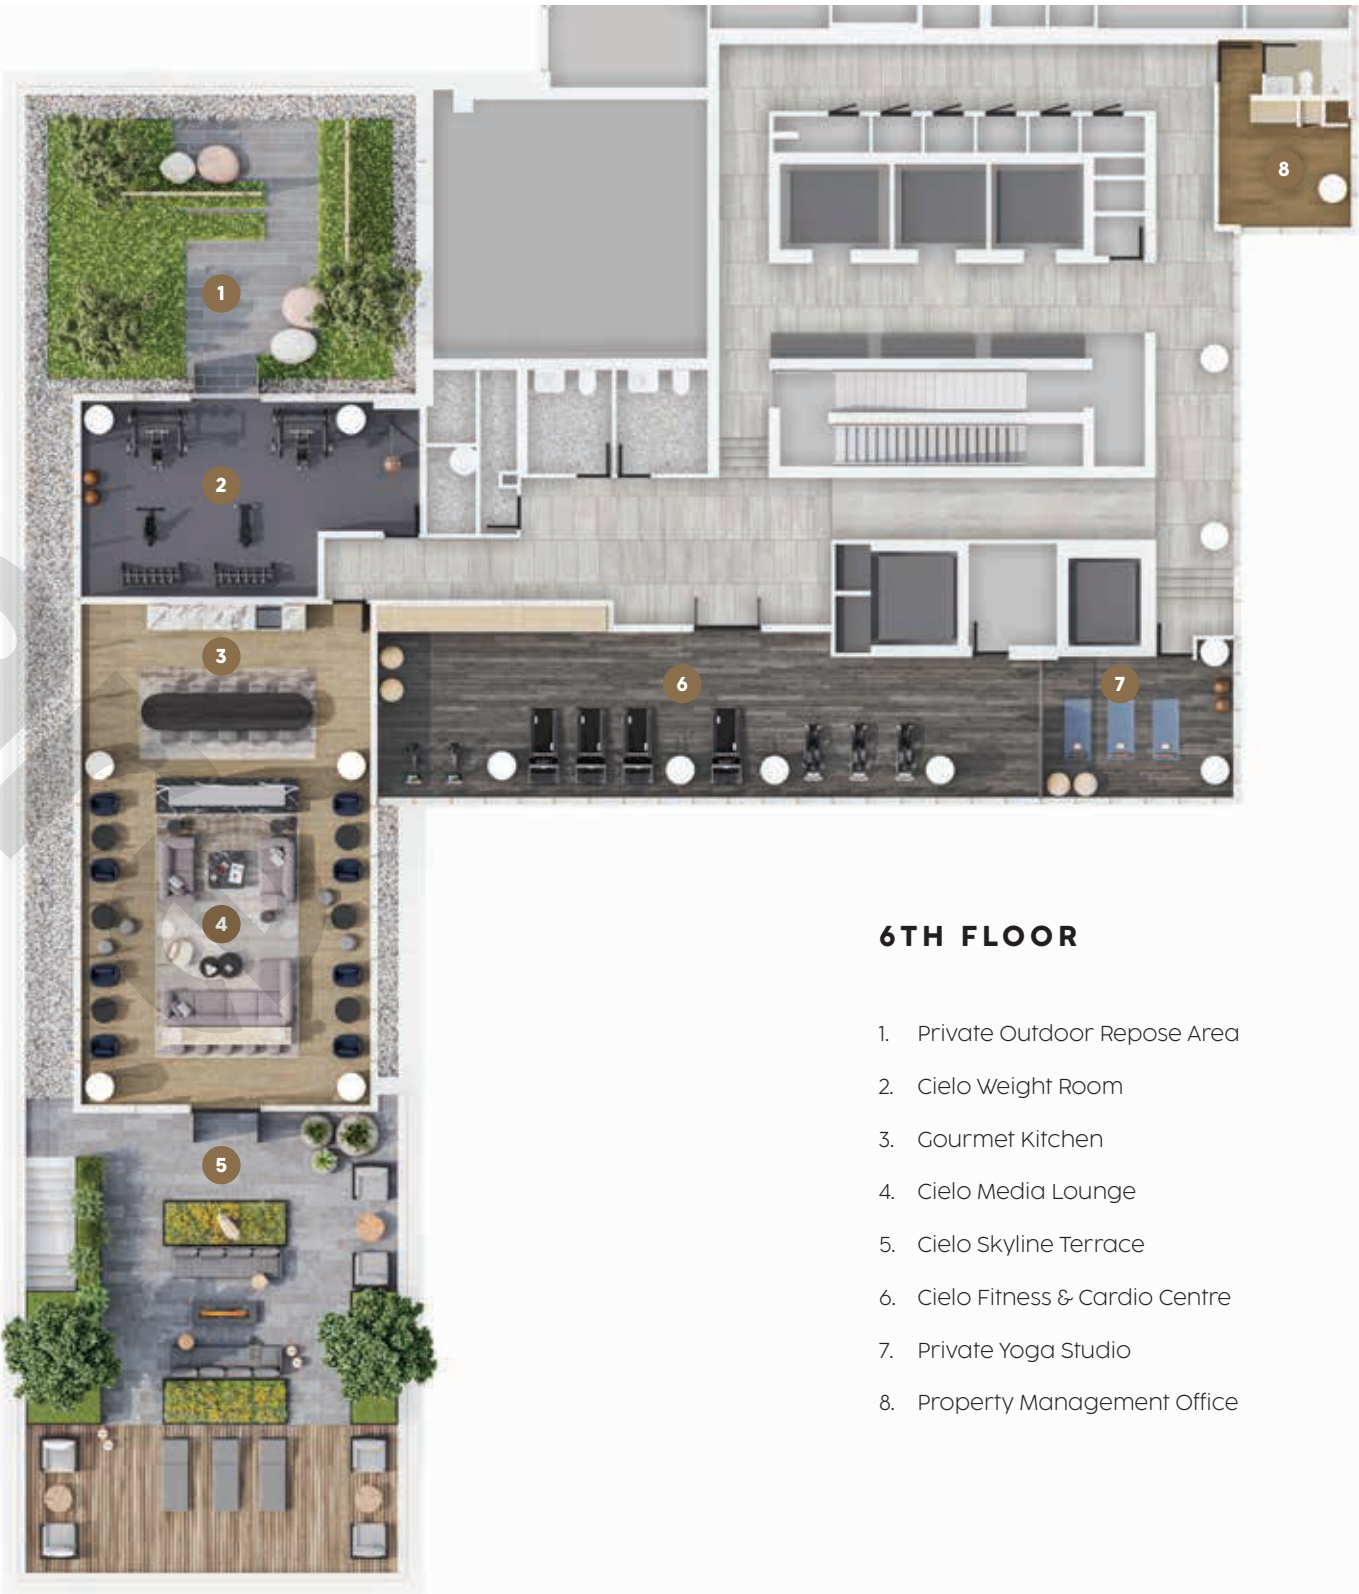 1
8
2
3
6
7
4
5
6TH FLOOR
1. Private Outdoor Repose Area
2. Cielo Weight Room
3. Gourmet Kitchen
4. Cielo Media Lounge
5. Cielo Skyline Terrace
6. Cielo Fitness & Cardio Centre
7. Private Yoga Studio
8. Property Management Office